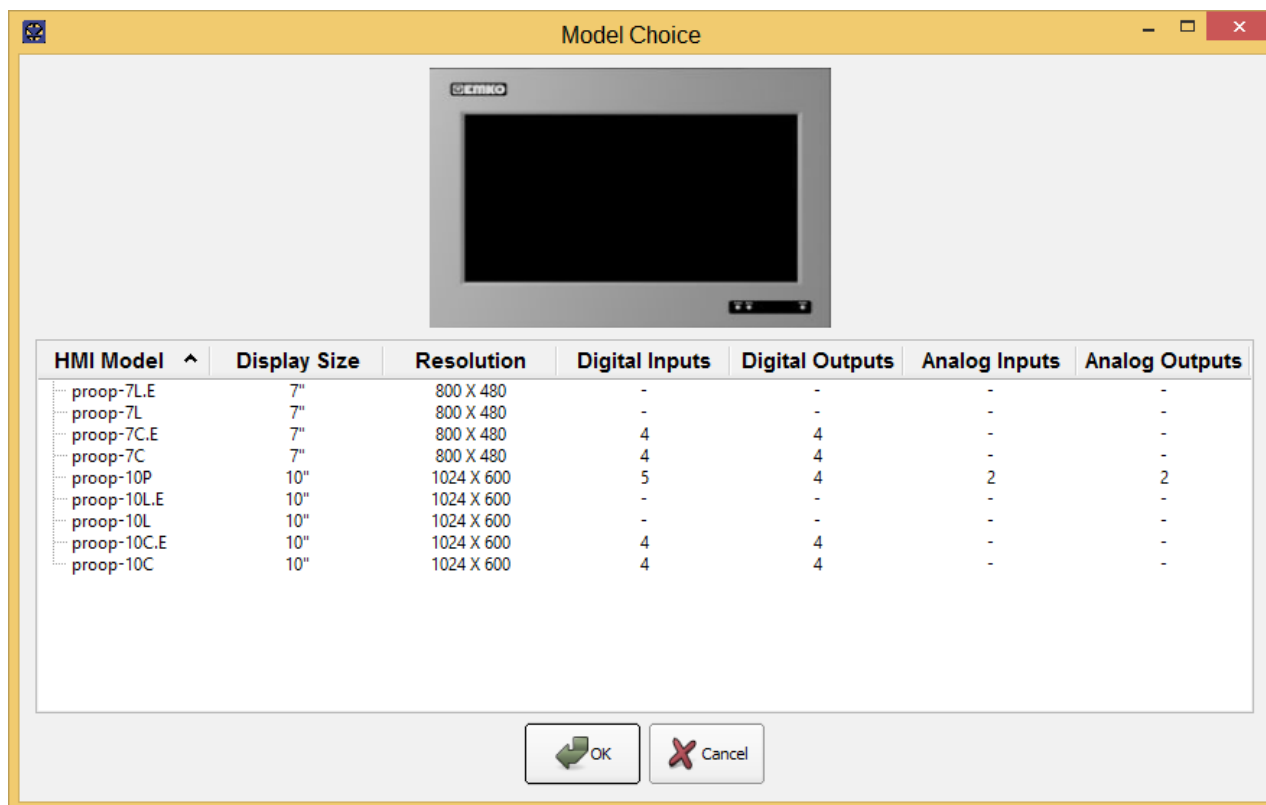 Model Choice
EMKO
HMI Model Display Size Resolution Digital Inputs Digital Outputs Analog Inputs Analog Outputs
proop-7L.E 7" 800 X 480 - - - -
proop-7L 7" 800 X 480 - - - -
proop-7C.E 7" 800 X 480 4 4 - -
proop-7C 7" 800 X 480 4 4 - -
proop-10P 10" 1024 X 600 5 4 2 2
proop-10L.E 10" 1024 X 600 - - - -
proop-10L 10" 1024 X 600 - - - -
proop-10C.E 10" 1024 X 600 4 4 - -
proop-10C 10" 1024 X 600 4 4 - -
OK Cancel